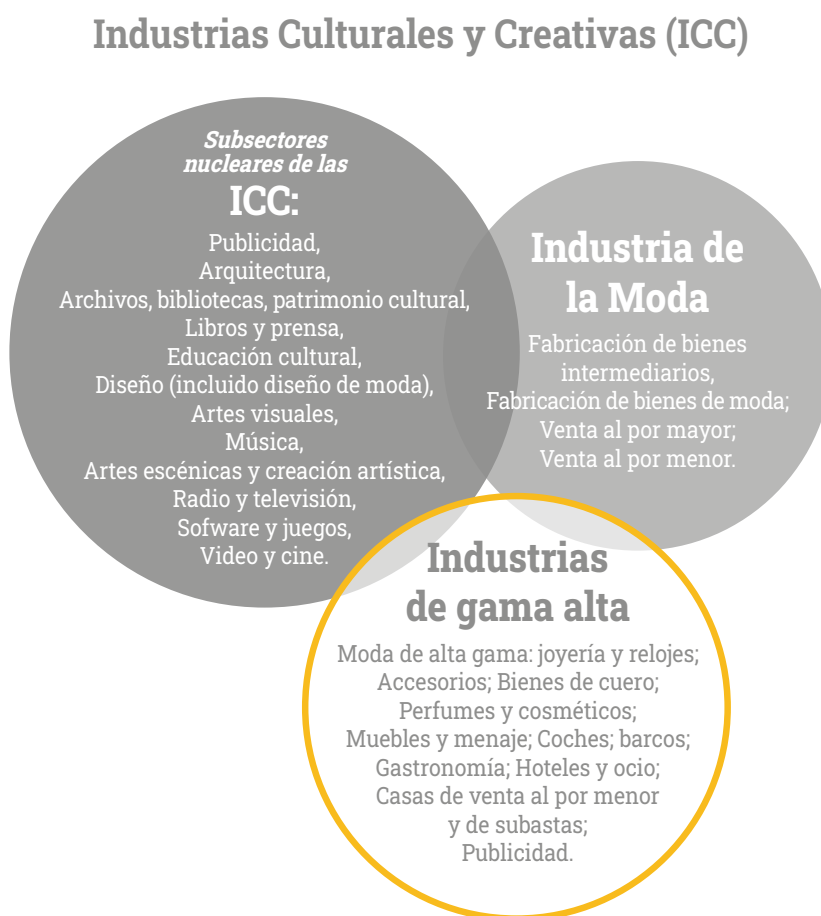 Industrias Culturales y Creativas (ICC)
Subsectores
nucleares de las
ICC:
Publicidad,
Arquitectura,
Archivos, bibliotecas, patrimonio cultural,
Libros y prensa,
Educación cultural,
Diseño (incluido diseño de moda),
Artes visuales,
Música,
Artes escénicas y creación artística,
Radio y televisión,
Sofware y juegos,
Video y cine.
Industria de
la Moda
Fabricación de bienes
intermediarios,
Fabricación de bienes de moda;
Venta al por mayor;
Venta al por menor.
Industrias
de gama alta
Moda de alta gama: joyería y relojes;
Accesorios; Bienes de cuero;
Perfumes y cosméticos;
Muebles y menaje; Coches; barcos;
Gastronomía; Hoteles y ocio;
Casas de venta al por menor
y de subastas;
Publicidad.